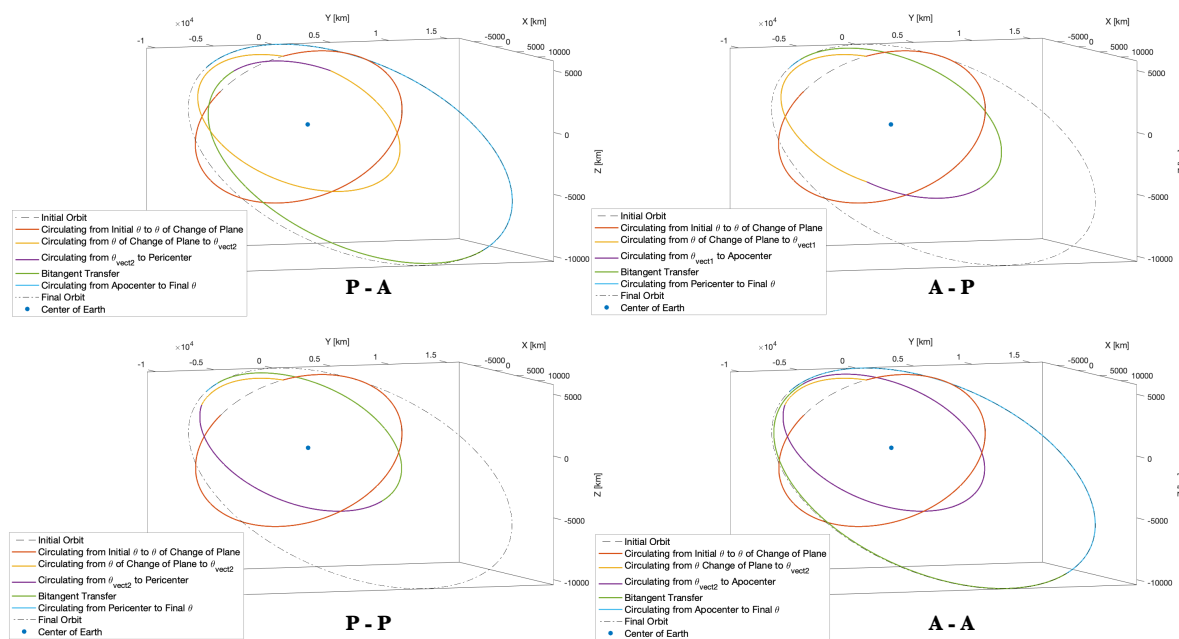 ×10⁴
Y [km]
X [km]
-1
-0.5
0
0.5
1
1.5
-5000
0
5000
10000
5000
0
-5000
-10000
Z [km]
Initial Orbit
Circulating from Initial θ to θ of Change of Plane
Circulating from θ of Change of Plane to θvect2
Circulating from θvect2 to Pericenter
Bitangent Transfer
Circulating from Apocenter to Final θ
Final Orbit
Center of Earth
P - A
×10⁴
Y [km]
X [km]
-1
-0.5
0
0.5
1
1.5
-5000
0
5000
10000
5000
0
-5000
-10000
Initial Orbit
Circulating from Initial θ to θ of Change of Plane
Circulating from θ of Change of Plane to θvect1
Circulating from θvect1 to Apocenter
Bitangent Transfer
Circulating from Pericenter to Final θ
Final Orbit
Center of Earth
A - P
×10⁴
Y [km]
X [km]
-1
-0.5
0
0.5
1
1.5
-5000
0
5000
10000
5000
0
-5000
-10000
Z [km]
Initial Orbit
Circulating from Initial θ to θ of Change of Plane
Circulating from θ of Change of Plane to θvect2
Circulating from θvect2 to Pericenter
Bitangent Transfer
Circulating from Pericenter to Final θ
Final Orbit
Center of Earth
P - P
×10⁴
Y [km]
X [km]
-1
-0.5
0
0.5
1
1.5
-5000
0
5000
10000
5000
0
-5000
-10000
Initial Orbit
Circulating from Initial θ to θ of Change of Plane
Circulating from θ Change of Plane to θvect2
Circulating from θvect2 to Apocenter
Bitangent Transfer
Circulating from Apocenter to Final θ
Final Orbit
Center of Earth
A - A